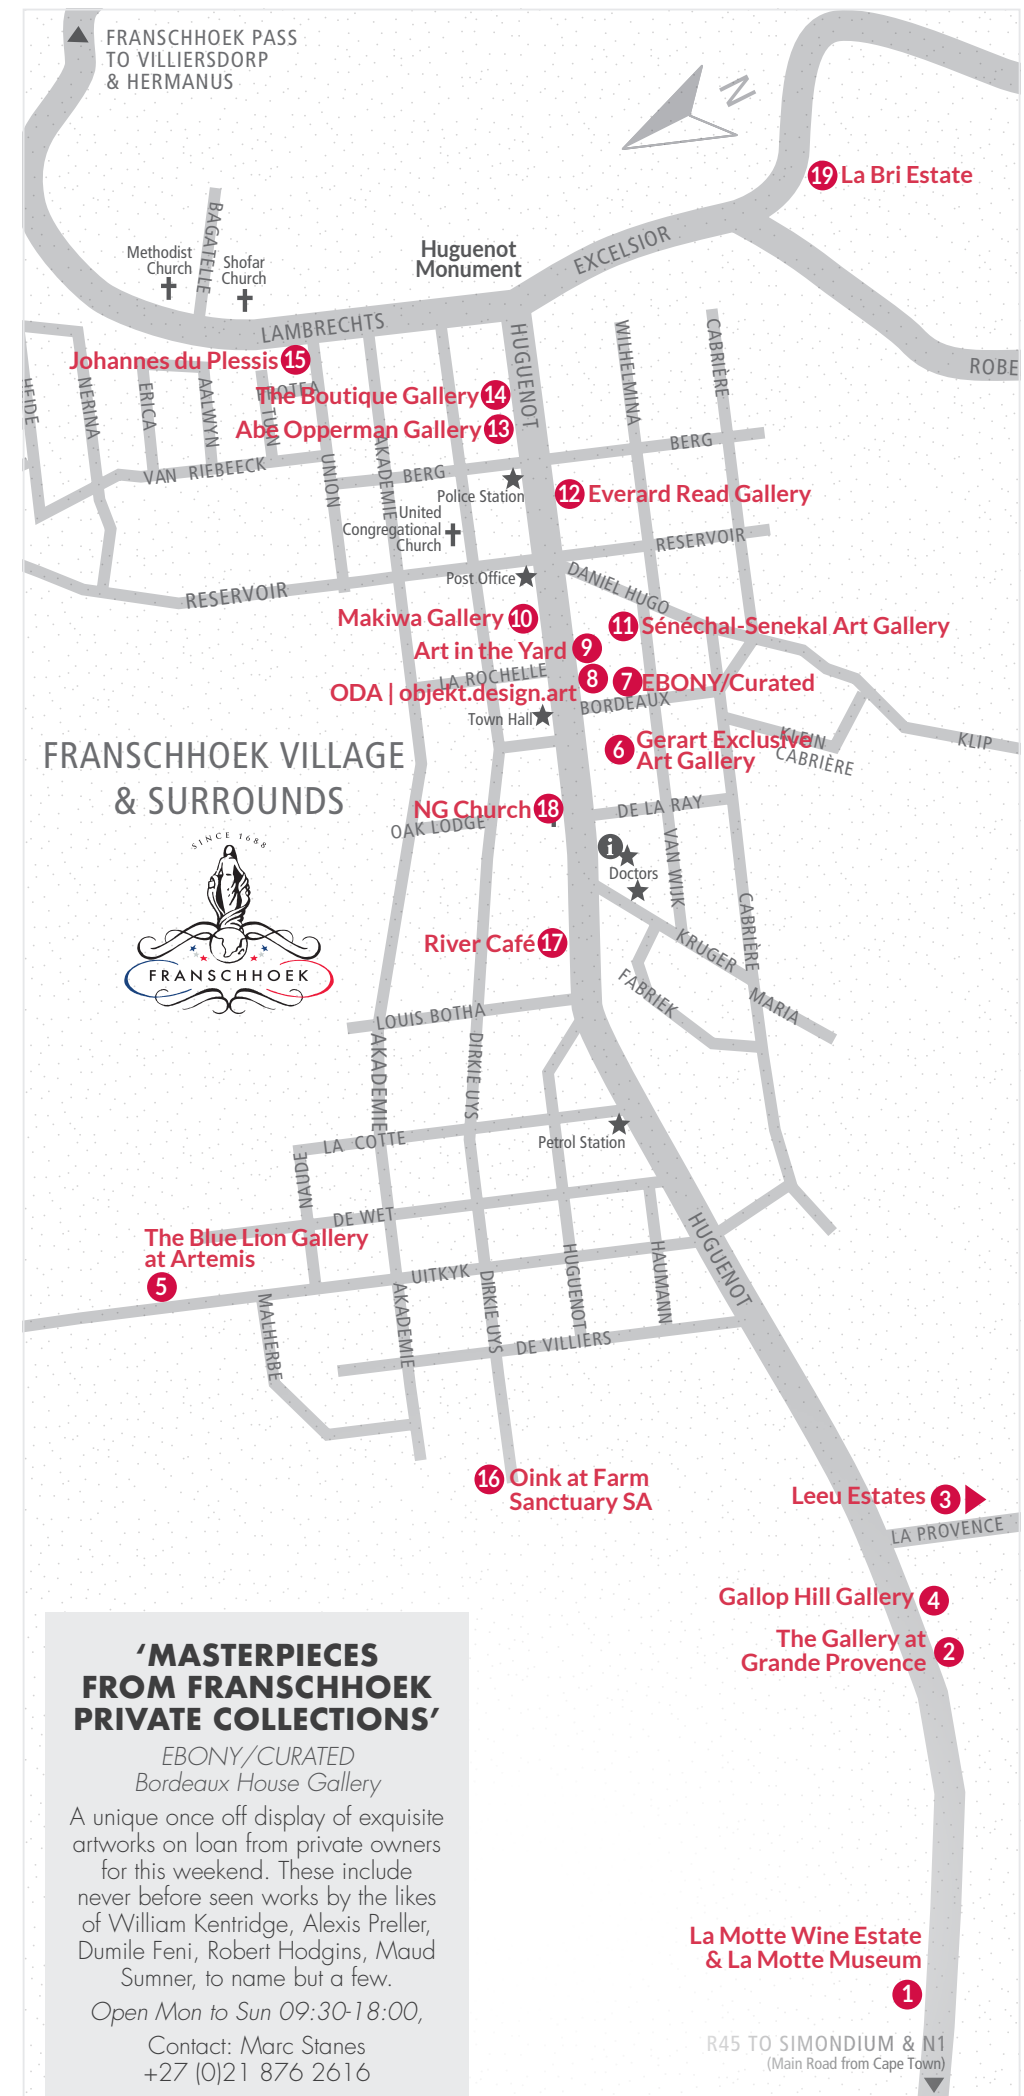 FRANSCHHOEK PASS
TO VILLIERSDORP
& HERMANUS
N
19 La Bri Estate
BAGATELLE
Methodist
Church
Shofar
Church
Huguenot
Monument
EXCELSIOR
LAMBRECHTS
HUGUENOT
WILHELMINA
CABRIÈRE
ROBE
Johannes du Plessis 15
HEIDE
NERINA
ERICA
AALWYN
TULN
PROTEA
The Boutique Gallery 14
Abe Opperman Gallery 13
AKADEMIE
UNION
VAN RIEBEECK
BERG
BERG
Police Station
12 Everard Read Gallery
United
Congregational
Church
RESERVOIR
Post Office
DANIEL HUGO
RESERVOIR
Makiwa Gallery 10
11 Sénéchal-Senekal Art Gallery
Art in the Yard 9
LA ROCHELLE
8
7 EBONY/Curated
ODA | objekt.design.art
BORDEAUX
Town Hall
6 Gerart Exclusive
Art Gallery
KLEIN
CABRIÈRE
KLIP
FRANSCHHOEK VILLAGE
& SURROUNDS
NG Church 18
OAK LODGE
DE LA RAY
SINCE 1688
i
Doctors
VAN WIJK
CABRIÈRE
FRANSCHHOEK
River Café 17
KRUGER
FABRIEK
MARIA
LOUIS BOTHA
AKADEMIE
DIRKIE UYS
Petrol Station
LA COTTE
NAUDE
DE WET
The Blue Lion Gallery
at Artemis
5
HUGUENOT
UITKYK
HUGUENOT
HAUMANN
MALHERBE
AKADEMIE
DIRKIE UYS
DE VILLIERS
16 Oink at Farm
Sanctuary SA
Leeu Estates 3
LA PROVENCE
Gallop Hill Gallery 4
The Gallery at
Grande Provence 2
'MASTERPIECES
FROM FRANSCHHOEK
PRIVATE COLLECTIONS'
EBONY/CURATED
Bordeaux House Gallery
A unique once off display of exquisite
artworks on loan from private owners
for this weekend. These include
never before seen works by the likes
of William Kentridge, Alexis Preller,
Dumile Feni, Robert Hodgins, Maud
Sumner, to name but a few.
Open Mon to Sun 09:30-18:00,
Contact: Marc Stanes
+27 (0)21 876 2616
La Motte Wine Estate
& La Motte Museum
1
R45 TO SIMONDIUM & N1
(Main Road from Cape Town)